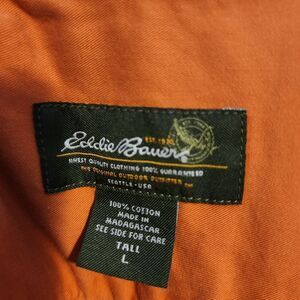 EST. 1920
Eddie Bauer
FINEST QUALITY CLOTHING 100% GUARANTEED
THE ORIGINAL OUTDOOR OUTFITTER ™
SEATTLE - USA
100% COTTON
MADE IN
MADAGASCAR
SEE SIDE FOR CARE
TALL
L